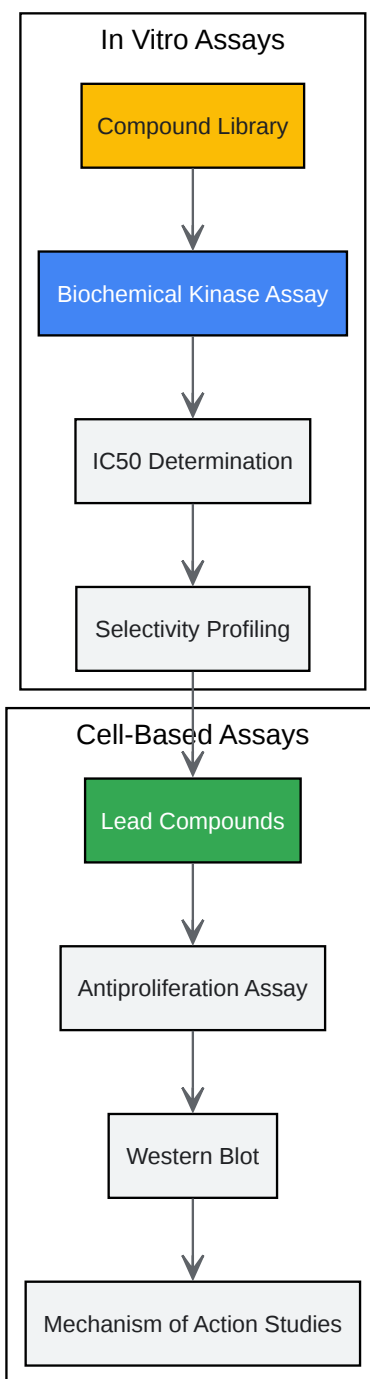 In Vitro Assays
Compound Library
Biochemical Kinase Assay
IC50 Determination
Selectivity Profiling
Cell-Based Assays
Lead Compounds
Antiproliferation Assay
Western Blot
Mechanism of Action Studies